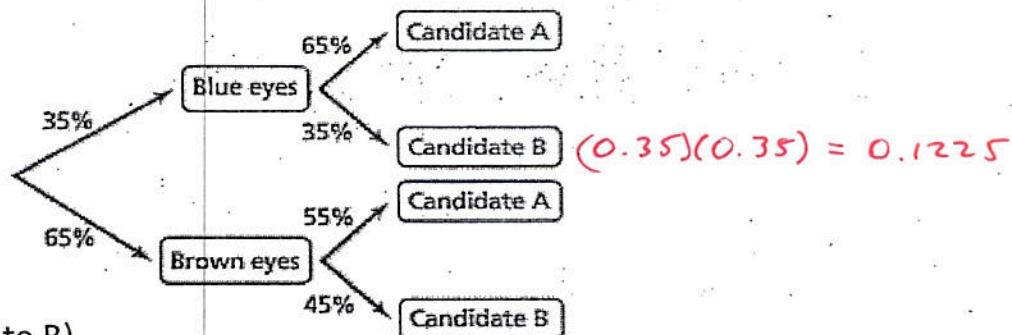 65%
Candidate A
Blue eyes
35%
35%
Candidate B (0.35)(0.35) = 0.1225
55%
Candidate A
65%
Brown eyes
45%
Candidate B